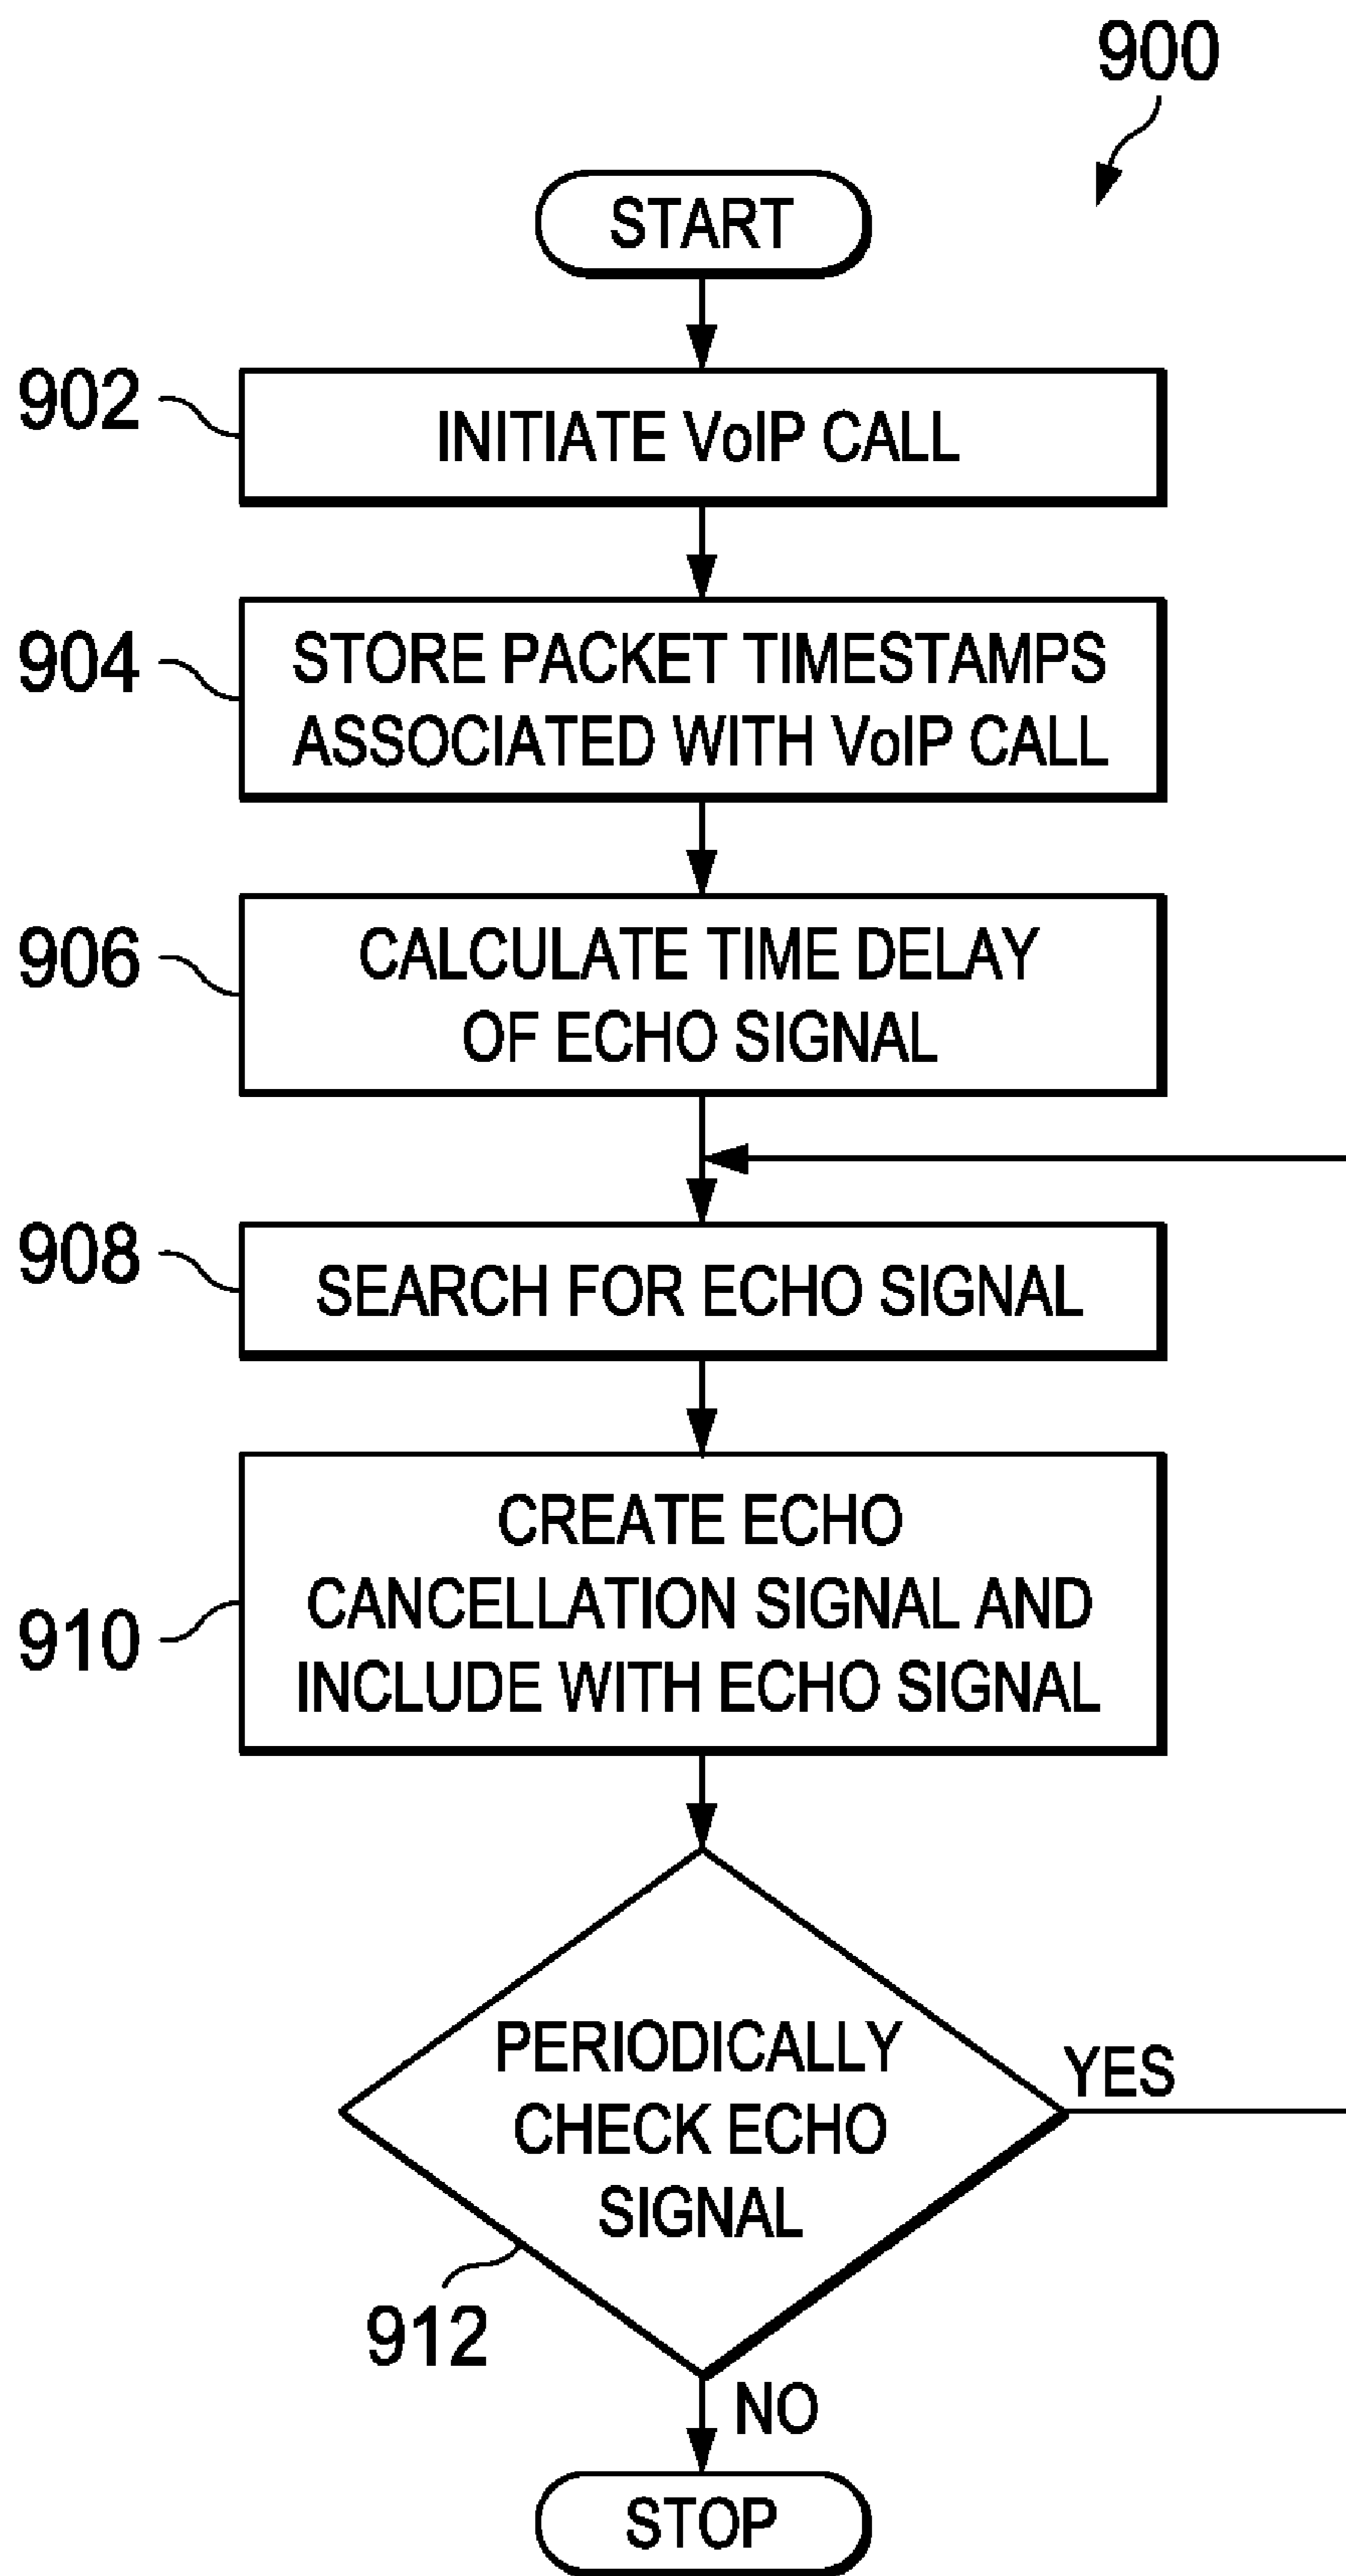 900
START
902
INITIATE VoIP CALL
904
STORE PACKET TIMESTAMPS
ASSOCIATED WITH VoIP CALL
906
CALCULATE TIME DELAY
OF ECHO SIGNAL
908
SEARCH FOR ECHO SIGNAL
910
CREATE ECHO
CANCELLATION SIGNAL AND
INCLUDE WITH ECHO SIGNAL
PERIODICALLY
CHECK ECHO
SIGNAL
YES
912
NO
STOP